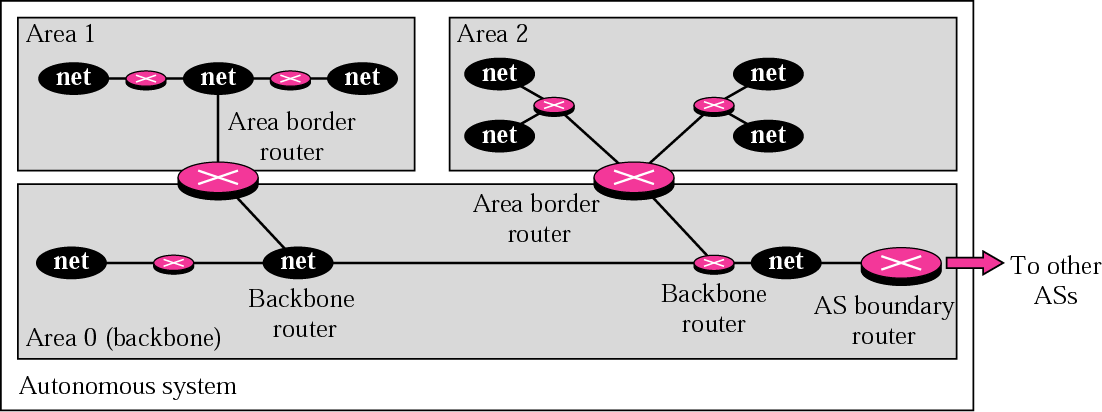 Area 1
net
net
net
Area border
router
Area 2
net
net
net
net
Area border
router
net
net
Backbone
router
Backbone
router
net
AS boundary
router
To other
ASs
Area 0 (backbone)
Autonomous system